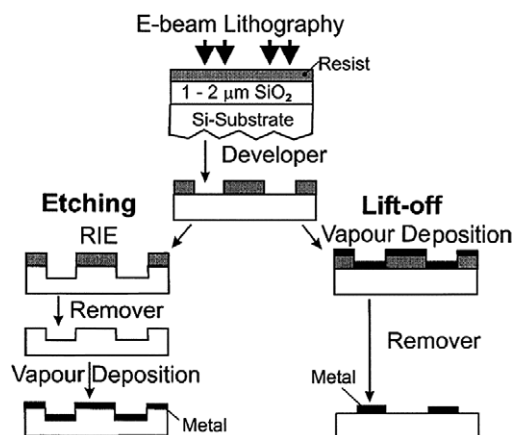 E-beam Lithography
Resist
1 - 2 μm SiO₂
Si-Substrate
Developer
Etching
RIE
Remover
Vapour Deposition
Metal
Lift-off
Vapour Deposition
Remover
Metal